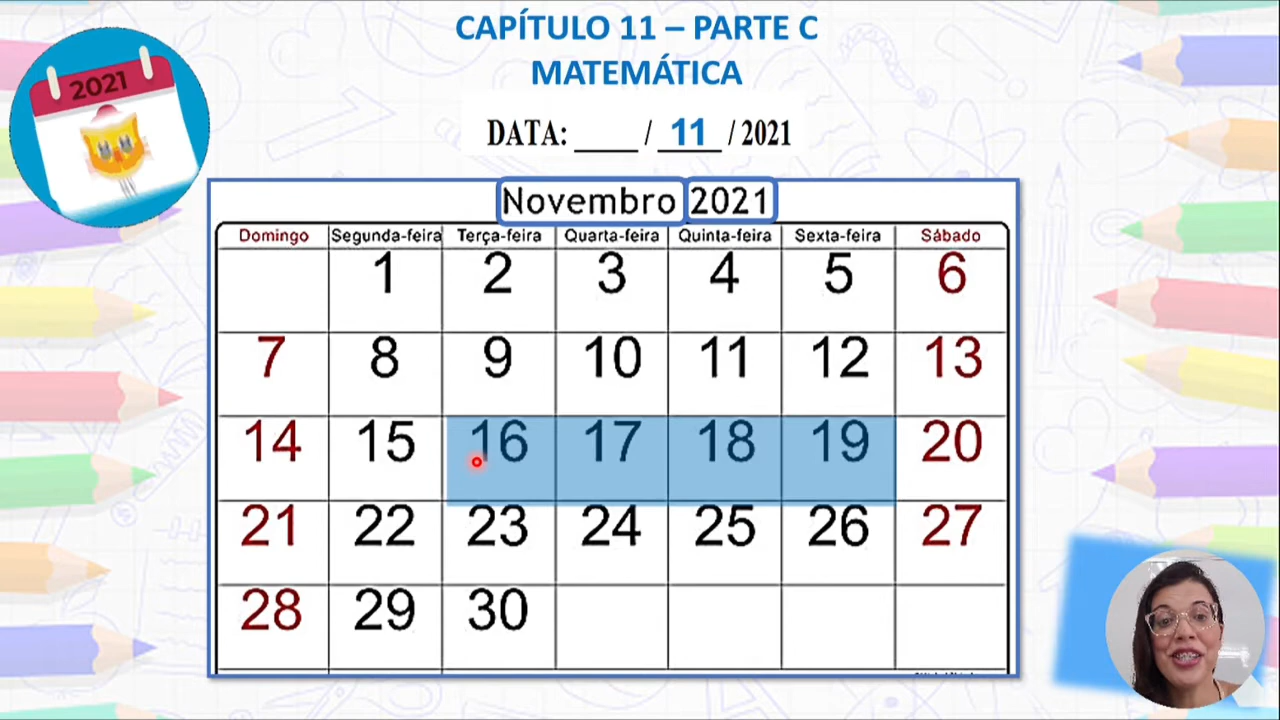 CAPÍTULO 11 – PARTE C
MATEMÁTICA
2021
DATA: ____ / 11 / 2021
Novembro 2021
Domingo Segunda-feira Terça-feira Quarta-feira Quinta-feira Sexta-feira Sábado
1 2 3 4 5 6
7 8 9 10 11 12 13
14 15 16 17 18 19 20
21 22 23 24 25 26 27
28 29 30